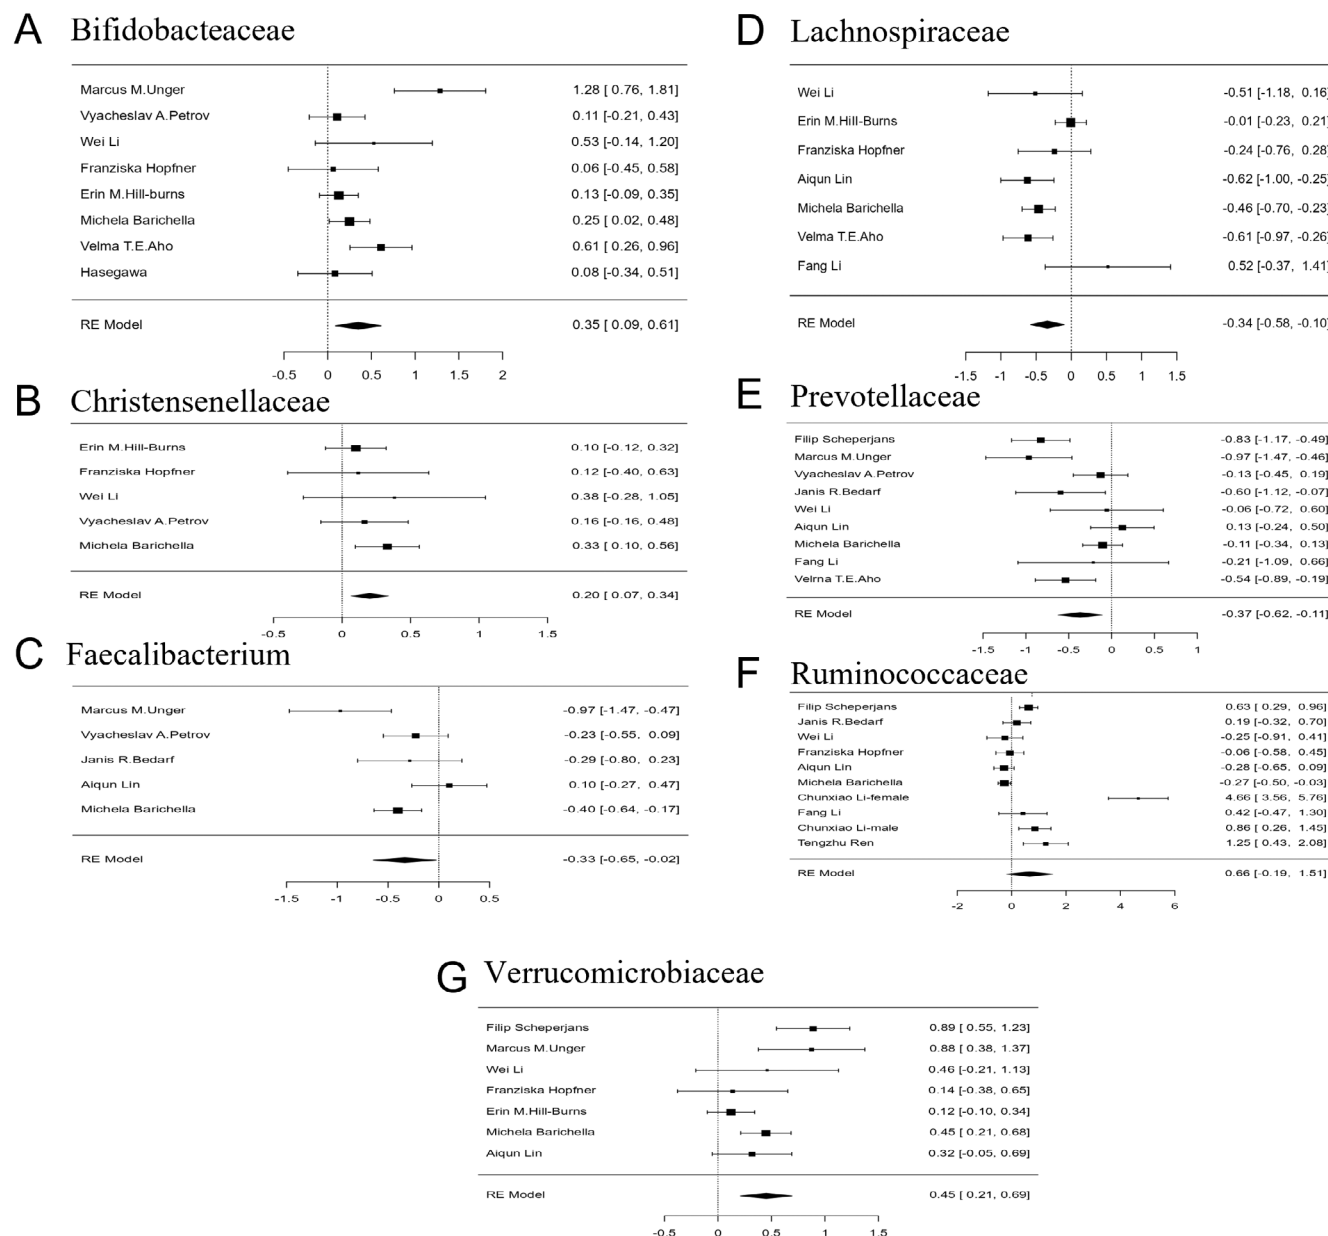 A Bifidobacteaceae
Marcus M.Unger 1.28 [ 0.76, 1.81]
Vyacheslav A.Petrov 0.11 [-0.21, 0.43]
Wei Li 0.53 [-0.14, 1.20]
Franziska Hopfner 0.06 [-0.45, 0.58]
Erin M.Hill-burns 0.13 [-0.09, 0.35]
Michela Barichella 0.25 [ 0.02, 0.48]
Velma T.E.Aho 0.61 [ 0.26, 0.96]
Hasegawa 0.08 [-0.34, 0.51]
RE Model 0.35 [ 0.09, 0.61]
-0.5 0 0.5 1 1.5 2
B Christensenellaceae
Erin M.Hill-Burns 0.10 [-0.12, 0.32]
Franziska Hopfner 0.12 [-0.40, 0.63]
Wei Li 0.38 [-0.28, 1.05]
Vyacheslav A.Petrov 0.16 [-0.16, 0.48]
Michela Barichella 0.33 [ 0.10, 0.56]
RE Model 0.20 [ 0.07, 0.34]
-0.5 0 0.5 1 1.5
C Faecalibacterium
Marcus M.Unger -0.97 [-1.47, -0.47]
Vyacheslav A.Petrov -0.23 [-0.55, 0.09]
Janis R.Bedarf -0.29 [-0.80, 0.23]
Aiqun Lin 0.10 [-0.27, 0.47]
Michela Barichella -0.40 [-0.64, -0.17]
RE Model -0.33 [-0.65, -0.02]
-1.5 -1 -0.5 0 0.5
D Lachnospiraceae
Wei Li -0.51 [-1.18, 0.16]
Erin M.Hill-Burns -0.01 [-0.23, 0.21]
Franziska Hopfner -0.24 [-0.76, 0.28]
Aiqun Lin -0.62 [-1.00, -0.25]
Michela Barichella -0.46 [-0.70, -0.23]
Velma T.E.Aho -0.61 [-0.97, -0.26]
Fang Li 0.52 [-0.37, 1.41]
RE Model -0.34 [-0.58, -0.10]
-1.5 -1 -0.5 0 0.5 1 1.5
E Prevotellaceae
Filip Scheperjans -0.83 [-1.17, -0.49]
Marcus M.Unger -0.97 [-1.47, -0.46]
Vyacheslav A.Petrov -0.13 [-0.45, 0.19]
Janis R.Bedarf -0.60 [-1.12, -0.07]
Wei Li -0.06 [-0.72, 0.60]
Aiqun Lin 0.13 [-0.24, 0.50]
Michela Barichella -0.11 [-0.34, 0.13]
Fang Li -0.21 [-1.09, 0.66]
Velrna T.E.Aho -0.54 [-0.89, -0.19]
RE Model -0.37 [-0.62, -0.11]
-1.5 -1 -0.5 0 0.5 1
F Ruminococcaceae
Filip Scheperjans 0.63 [ 0.29, 0.96]
Janis R.Bedarf 0.19 [-0.32, 0.70]
Wei Li -0.25 [-0.91, 0.41]
Franziska Hopfner -0.06 [-0.58, 0.45]
Aiqun Lin -0.28 [-0.65, 0.09]
Michela Barichella -0.27 [-0.50, -0.03]
Chunxiao Li-female 4.66 [ 3.56, 5.76]
Fang Li 0.42 [-0.47, 1.30]
Chunxiao Li-male 0.86 [ 0.26, 1.45]
Tengzhu Ren 1.25 [ 0.43, 2.08]
RE Model 0.66 [-0.19, 1.51]
-2 0 2 4 6
G Verrucomicrobiaceae
Filip Scheperjans 0.89 [ 0.55, 1.23]
Marcus M.Unger 0.88 [ 0.38, 1.37]
Wei Li 0.46 [-0.21, 1.13]
Franziska Hopfner 0.14 [-0.38, 0.65]
Erin M.Hill-Burns 0.12 [-0.10, 0.34]
Michela Barichella 0.45 [ 0.21, 0.68]
Aiqun Lin 0.32 [-0.05, 0.69]
RE Model 0.45 [ 0.21, 0.69]
-0.5 0 0.5 1 1.5